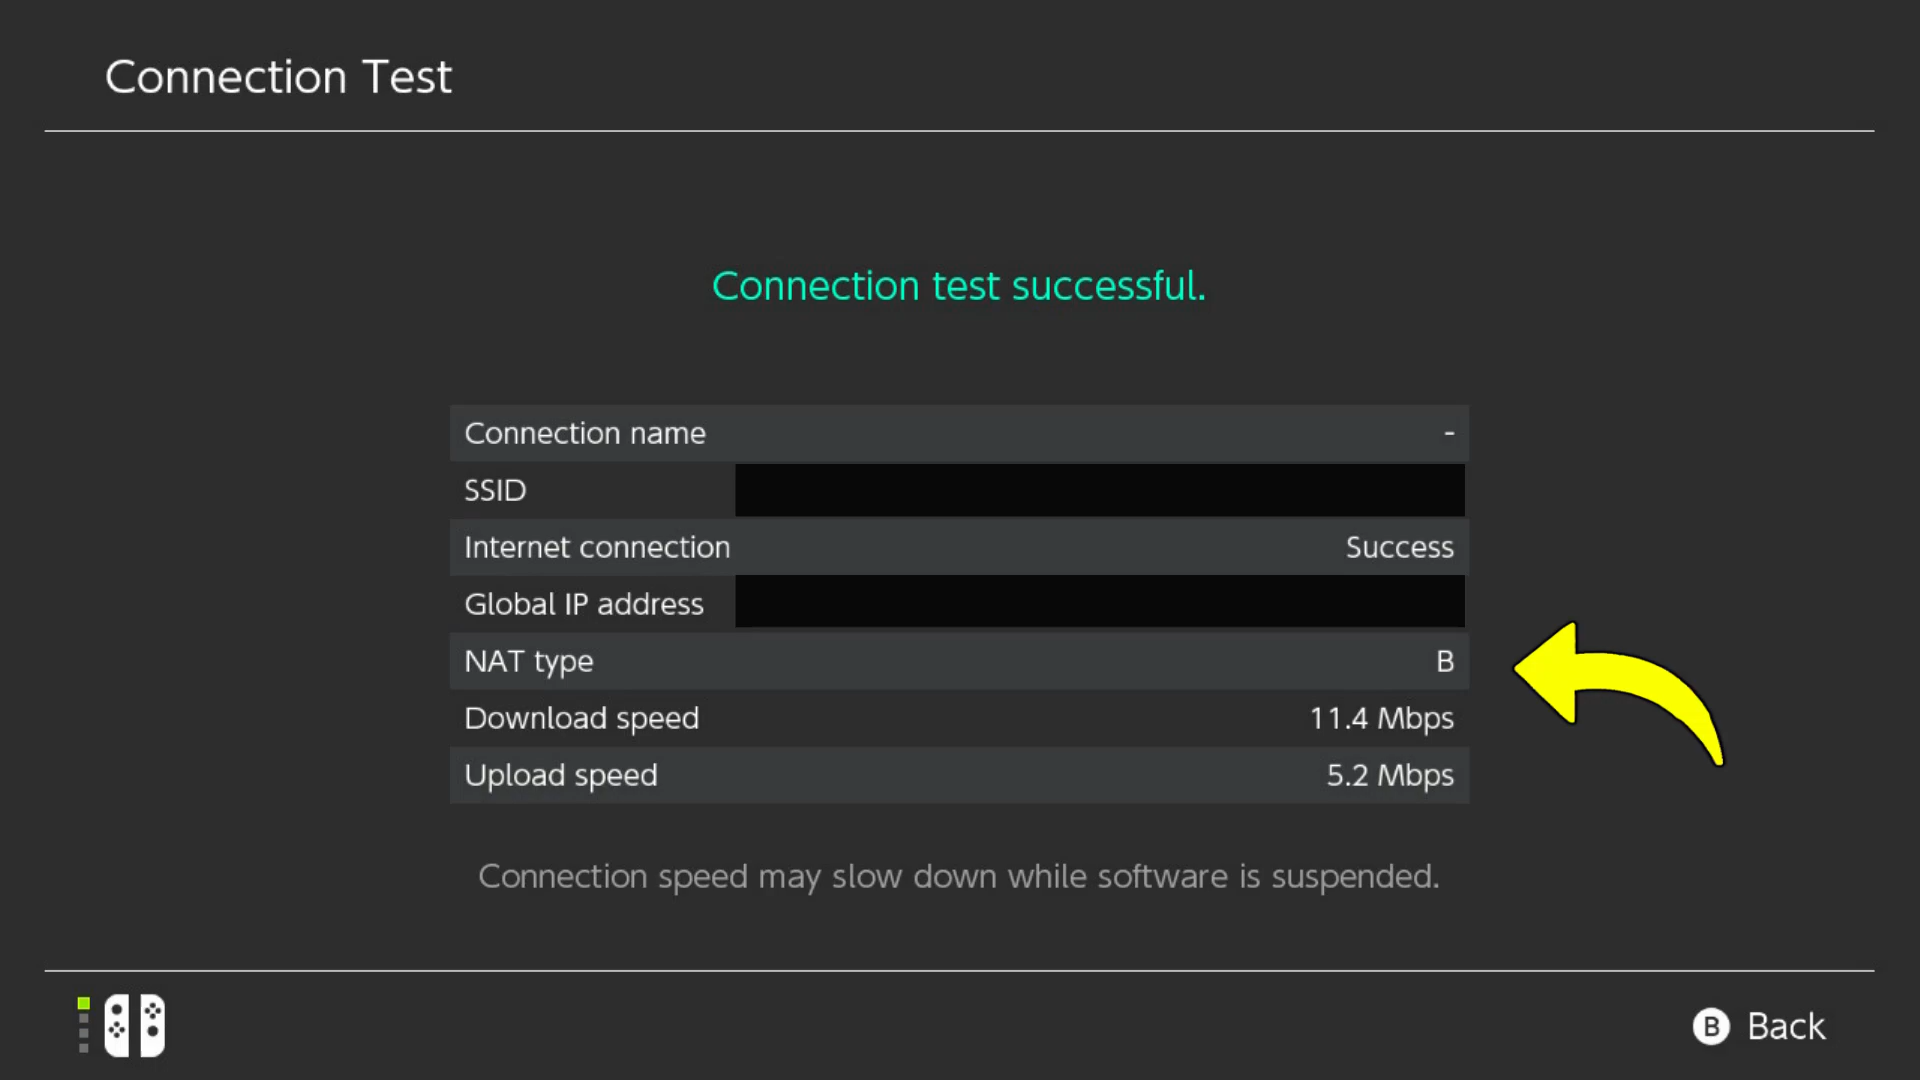 Connection Test
Connection test successful.
Connection name -
SSID
Internet connection Success
Global IP address
NAT type B
Download speed 11.4 Mbps
Upload speed 5.2 Mbps
Connection speed may slow down while software is suspended.
B Back